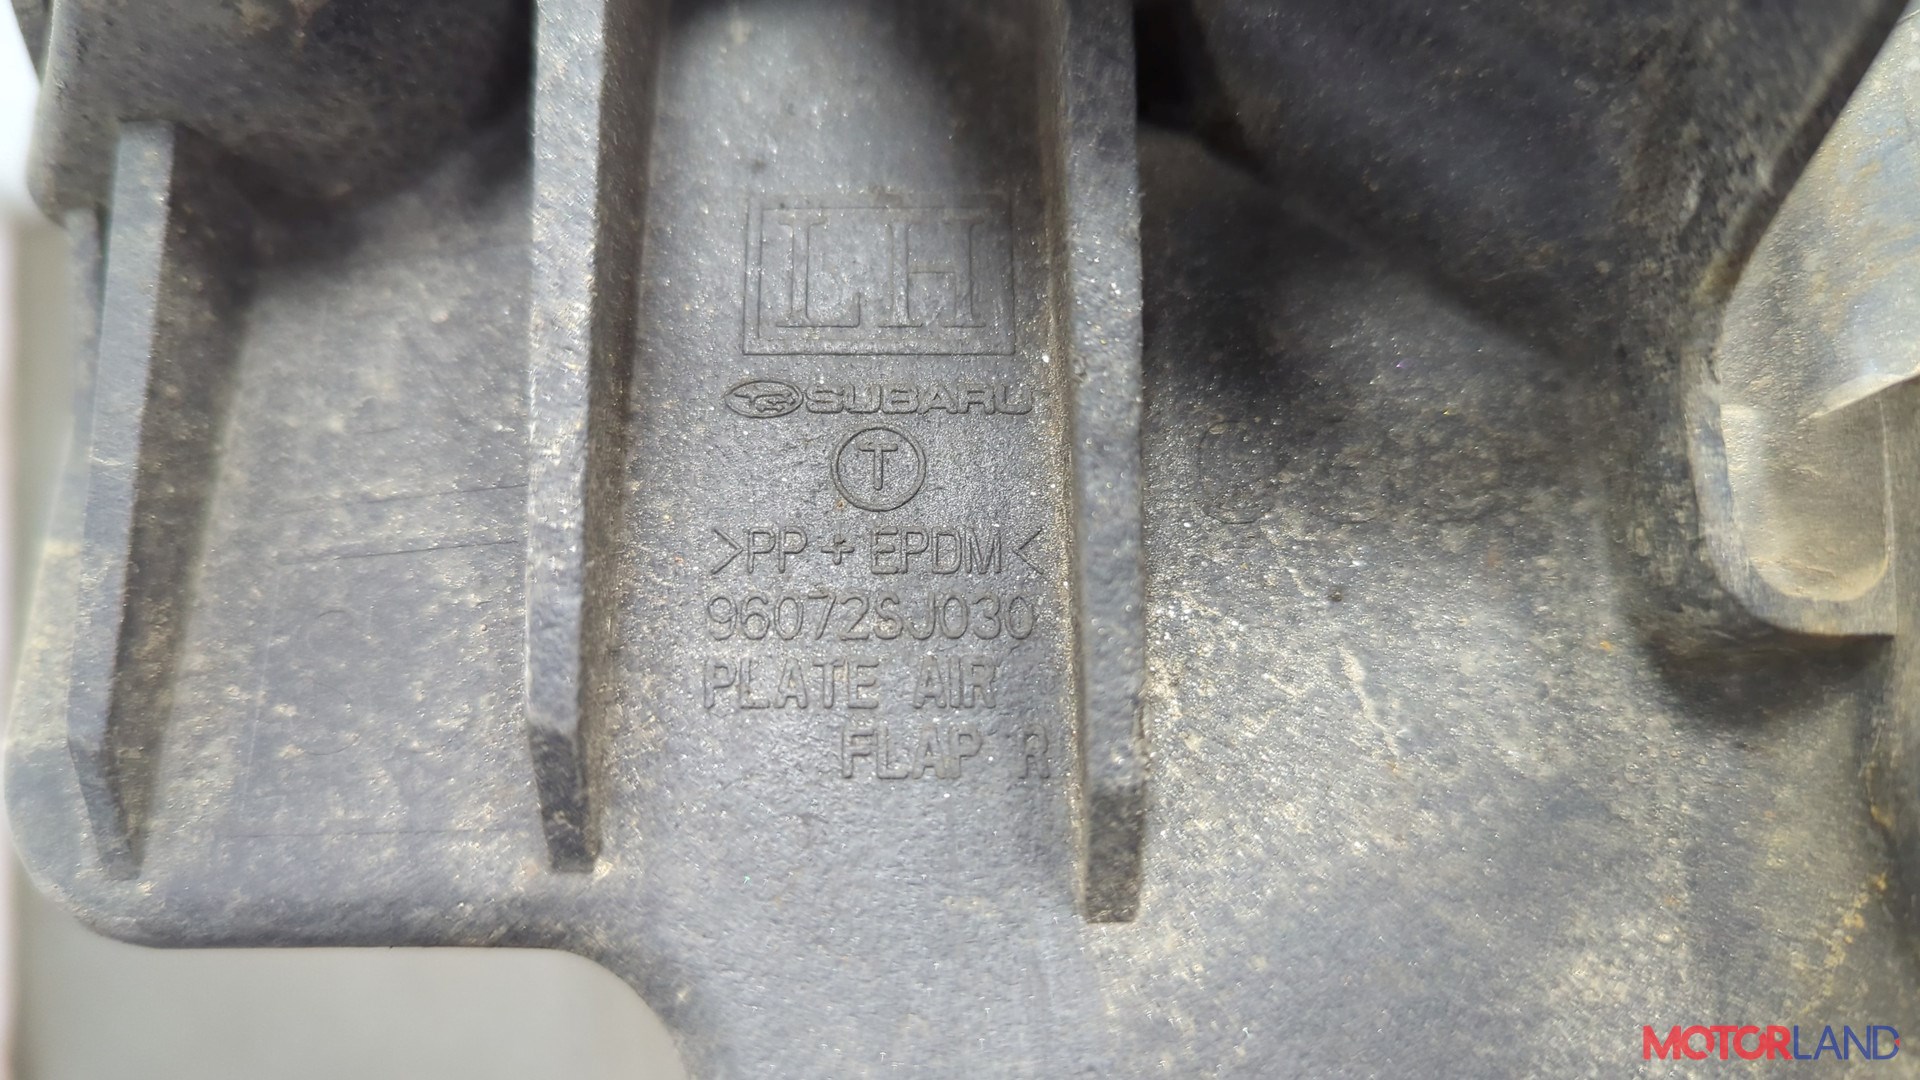 LH
SUBARU
T
>PP+EPDM<
96072SJ030
PLATE AIR
FLAP R
MOTORLAND